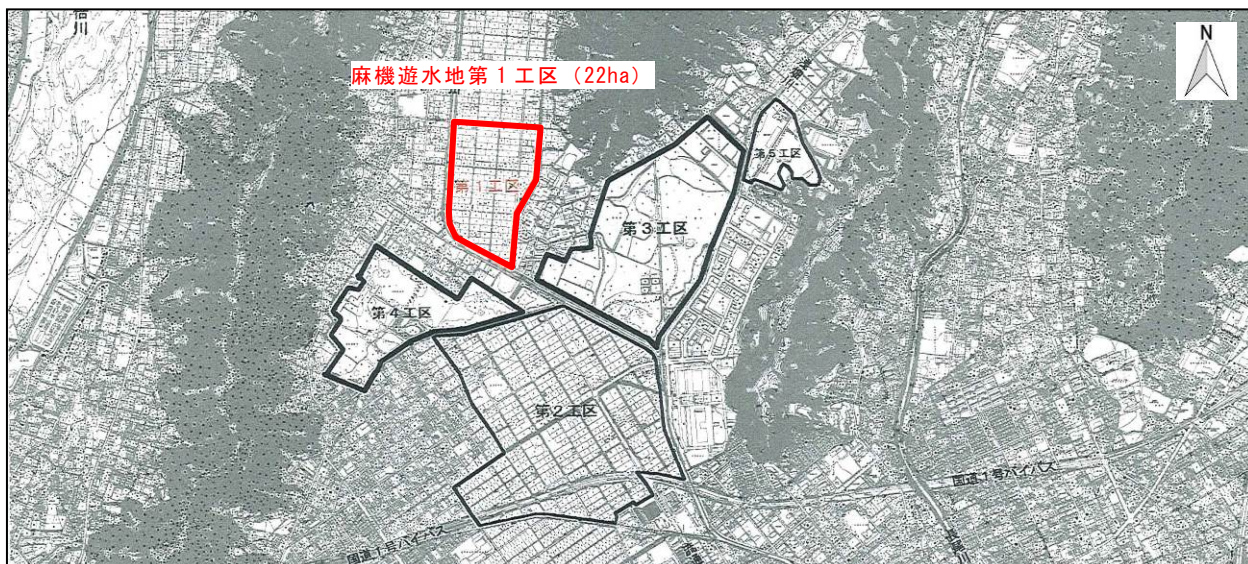 信川
N
麻機遊水地第1工区(22ha)
第5工区
第1工区
第3工区
第4工区
第2工区
国道1号バイパス
国道1号バイパス